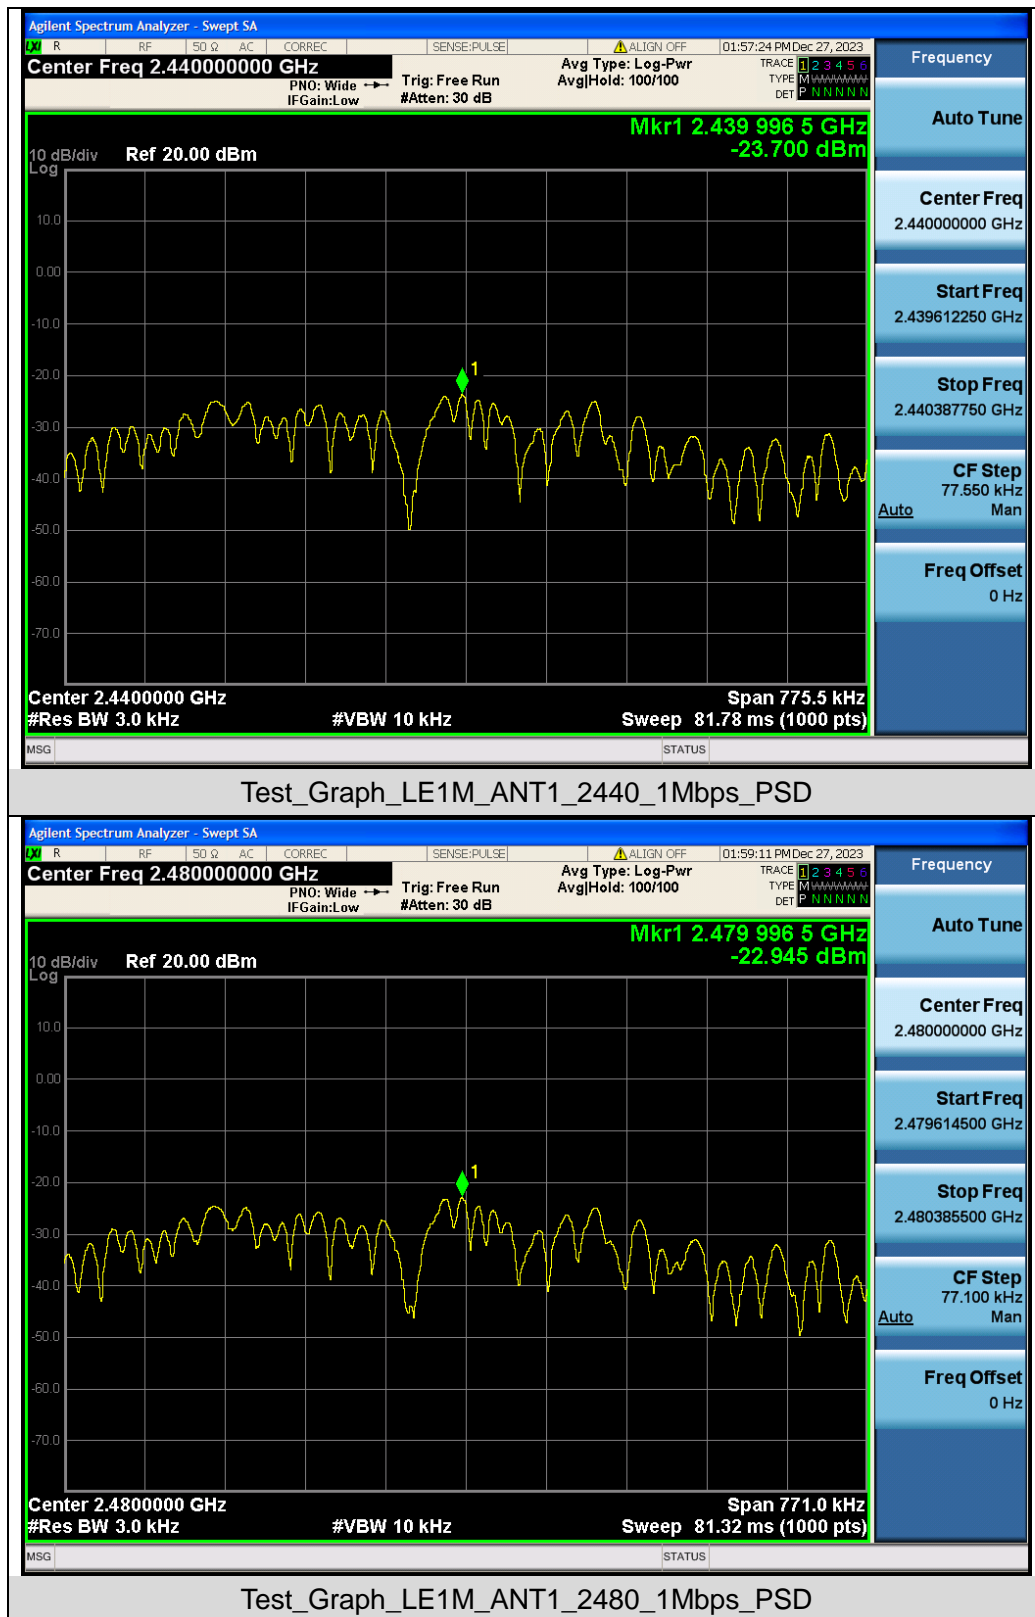 Agilent Spectrum Analyzer - Swept SA
LXI R RF 50 Ω AC CORREC SENSE:PULSE ALIGN OFF 01:57:24 PM Dec 27, 2023
Center Freq 2.440000000 GHz
PNO: Wide
IFGain:Low
Trig: Free Run
#Atten: 30 dB
Avg Type: Log-Pwr
Avg|Hold: 100/100
TRACE 1 2 3 4 5 6
TYPE M WWWWW
DET P N N N N N
Mkr1 2.439 996 5 GHz
-23.700 dBm
10 dB/div Ref 20.00 dBm
Log
10.0
0.00
-10.0
-20.0
-30.0
-40.0
-50.0
-60.0
-70.0
1
Center 2.4400000 GHz Span 775.5 kHz
#Res BW 3.0 kHz #VBW 10 kHz Sweep 81.78 ms (1000 pts)
MSG STATUS
Frequency
Auto Tune
Center Freq
2.440000000 GHz
Start Freq
2.439612250 GHz
Stop Freq
2.440387750 GHz
CF Step
77.550 kHz
Auto Man
Freq Offset
0 Hz
Test_Graph_LE1M_ANT1_2440_1Mbps_PSD
Agilent Spectrum Analyzer - Swept SA
LXI R RF 50 Ω AC CORREC SENSE:PULSE ALIGN OFF 01:59:11 PM Dec 27, 2023
Center Freq 2.480000000 GHz
PNO: Wide
IFGain:Low
Trig: Free Run
#Atten: 30 dB
Avg Type: Log-Pwr
Avg|Hold: 100/100
TRACE 1 2 3 4 5 6
TYPE M WWWWW
DET P N N N N N
Mkr1 2.479 996 5 GHz
-22.945 dBm
10 dB/div Ref 20.00 dBm
Log
10.0
0.00
-10.0
-20.0
-30.0
-40.0
-50.0
-60.0
-70.0
1
Center 2.4800000 GHz Span 771.0 kHz
#Res BW 3.0 kHz #VBW 10 kHz Sweep 81.32 ms (1000 pts)
MSG STATUS
Frequency
Auto Tune
Center Freq
2.480000000 GHz
Start Freq
2.479614500 GHz
Stop Freq
2.480385500 GHz
CF Step
77.100 kHz
Auto Man
Freq Offset
0 Hz
Test_Graph_LE1M_ANT1_2480_1Mbps_PSD